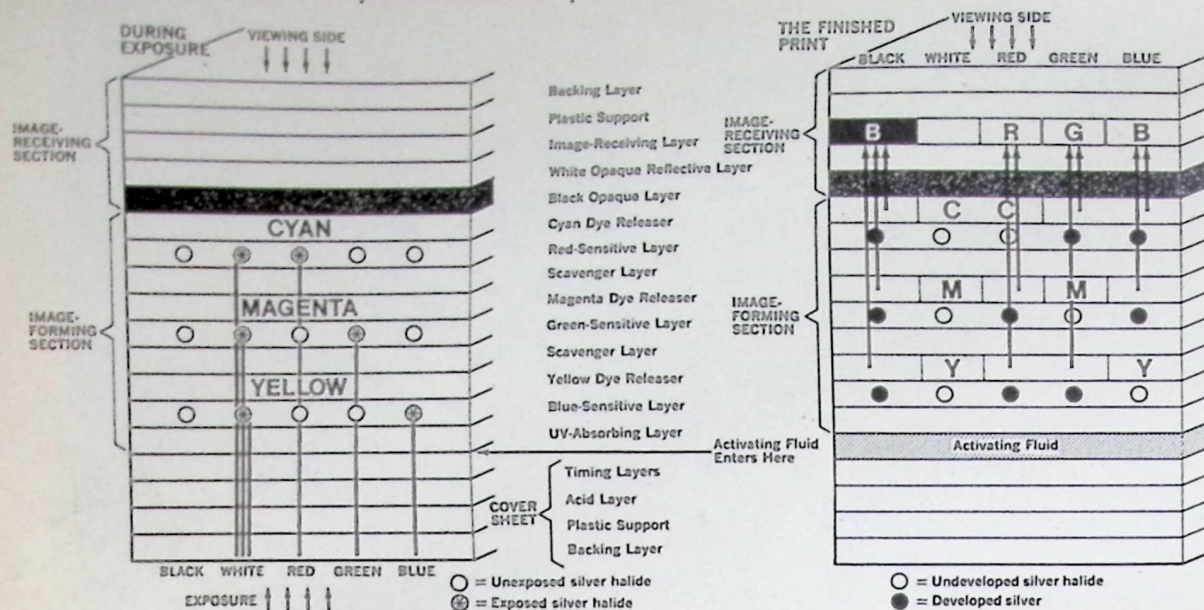 DURING
EXPOSURE
VIEWING SIDE
IMAGE-
RECEIVING
SECTION
CYAN
MAGENTA
IMAGE-
FORMING
SECTION
YELLOW
BLACK WHITE RED GREEN BLUE
EXPOSURE
Backing Layer
Plastic Support
Image-Receiving Layer
White Opaque Reflective Layer
Black Opaque Layer
Cyan Dye Releaser
Red-Sensitive Layer
Scavenger Layer
Magenta Dye Releaser
Green-Sensitive Layer
Scavenger Layer
Yellow Dye Releaser
Blue-Sensitive Layer
UV-Absorbing Layer
Activating Fluid
Enters Here
COVER
SHEET
Timing Layers
Acid Layer
Plastic Support
Backing Layer
= Unexposed silver halide
= Exposed silver halide
THE FINISHED
PRINT
VIEWING SIDE
BLACK WHITE RED GREEN BLUE
IMAGE-
RECEIVING
SECTION
B R G B
C C
IMAGE-
FORMING
SECTION
M M
Y Y
Activating Fluid
= Undeveloped silver halide
= Developed silver